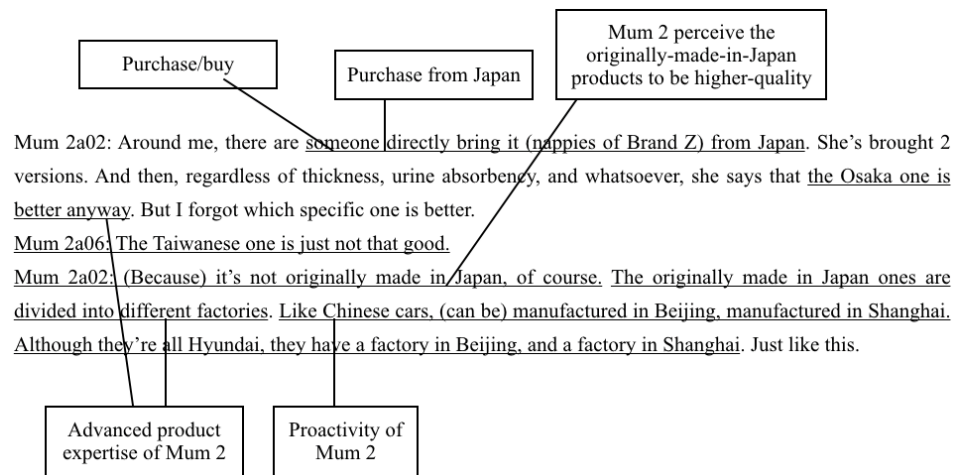 Purchase/buy
Purchase from Japan
Mum 2 perceive the
originally-made-in-Japan
products to be higher-quality
Mum 2a02: Around me, there are someone directly bring it (nappies of Brand Z) from Japan. She’s brought 2
versions. And then, regardless of thickness, urine absorbency, and whatsoever, she says that the Osaka one is
better anyway. But I forgot which specific one is better.
Mum 2a06: The Taiwanese one is just not that good.
Mum 2a02: (Because) it’s not originally made in Japan, of course. The originally made in Japan ones are
divided into different factories. Like Chinese cars, (can be) manufactured in Beijing, manufactured in Shanghai.
Although they’re all Hyundai, they have a factory in Beijing, and a factory in Shanghai. Just like this.
Advanced product
expertise of Mum 2
Proactivity of
Mum 2